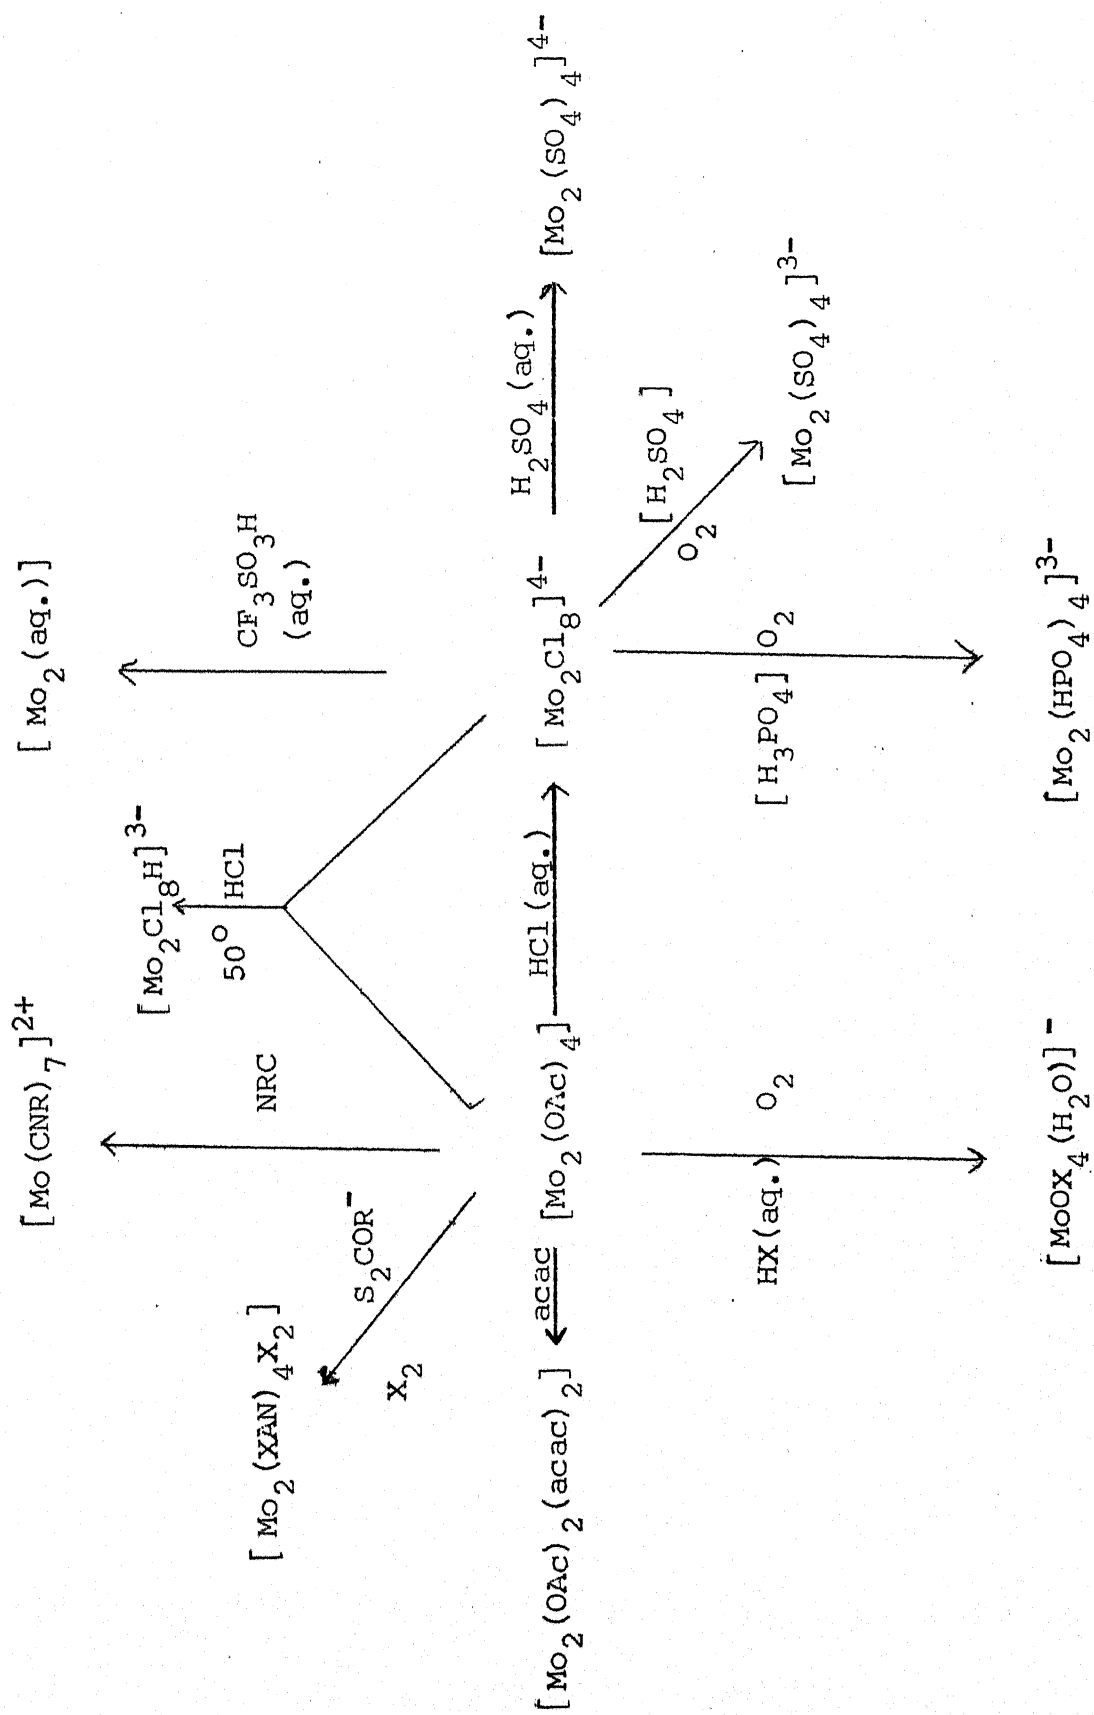 [Mo(CNR)₇]²⁺
[Mo₂(aq.)]
[Mo₂Cl₈H]³⁻
50° HCl
[Mo₂(XAN)₄X₂]
NRC
CF₃SO₃H
(aq.)
S₂COR⁻
X₂
acac
HCl(aq.)
H₂SO₄(aq.)
[Mo₂(OAc)₂(acac)₂] [Mo₂(OAc)₄] [Mo₂Cl₈]⁴⁻ [Mo₂(SO₄)₄]⁴⁻
[H₂SO₄]
O₂
HX(aq.) O₂
[H₃PO₄] O₂
[Mo₂(SO₄)₄]³⁻
[MoOX₄(H₂O)]⁻
[Mo₂(HPO₄)₄]³⁻